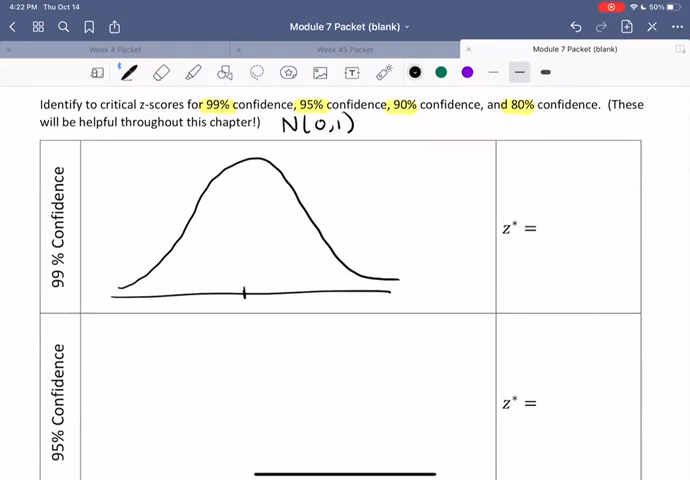 4:22 PM Thu Oct 14
50%
Module 7 Packet (blank)
Week 4 Packet
Week #5 Packet
Module 7 Packet (blank)
Identify to critical z-scores for 99% confidence, 95% confidence, 90% confidence, and 80% confidence. (These
will be helpful throughout this chapter!)
N(0,1)
99 % Confidence
z* =
95% Confidence
z* =